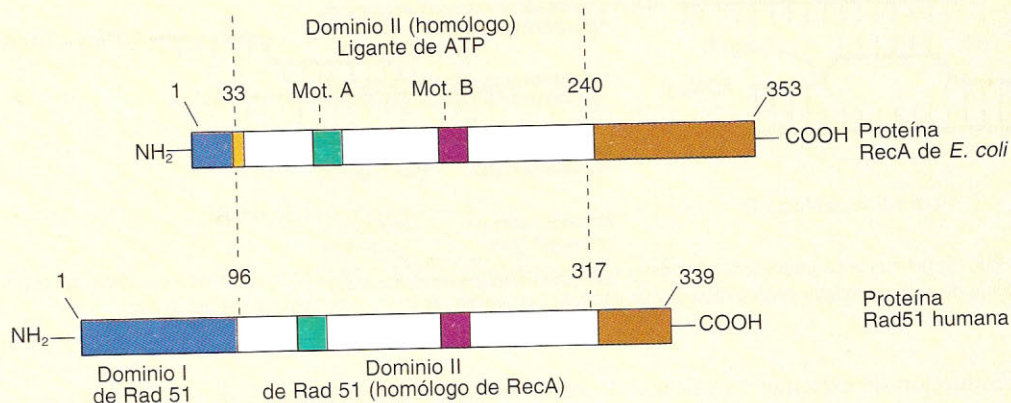 Dominio II (homólogo)
Ligante de ATP
1
33
Mot. A
Mot. B
240
353
NH₂
COOH
Proteína
RecA de E. coli
1
96
317
339
NH₂
COOH
Proteína
Rad51 humana
Dominio I
de Rad 51
Dominio II
de Rad 51 (homólogo de RecA)